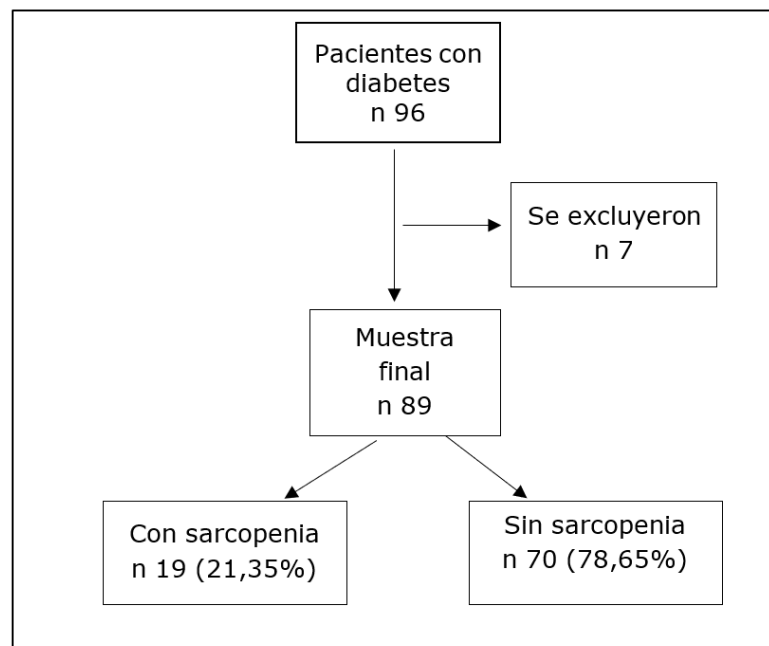 Pacientes con
diabetes
n 96
Se excluyeron
n 7
Muestra
final
n 89
Con sarcopenia
n 19 (21,35%)
Sin sarcopenia
n 70 (78,65%)